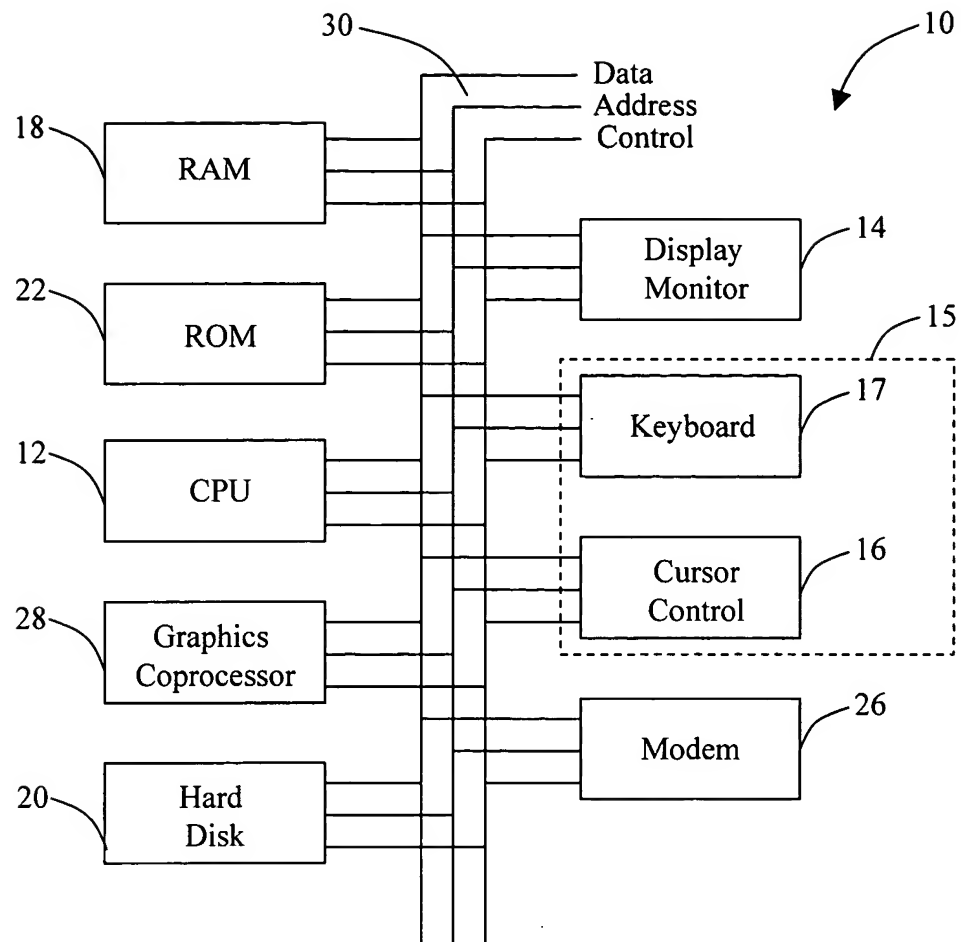 30
10
Data
Address
Control
18
RAM
14
Display
Monitor
22
ROM
15
17
Keyboard
12
CPU
16
Cursor
Control
28
Graphics
Coprocessor
26
Modem
20
Hard
Disk